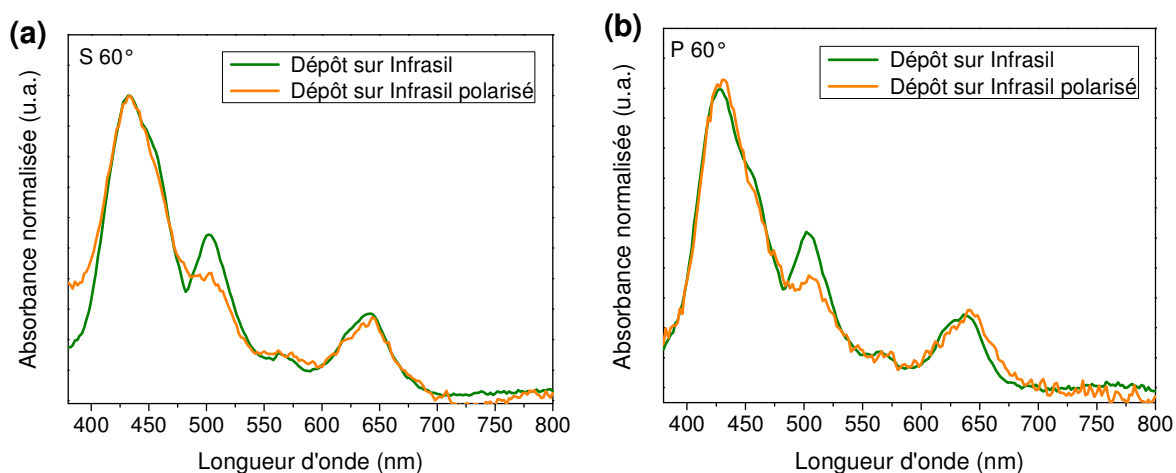 (a)
S 60°
Dépôt sur Infrasil
Dépôt sur Infrasil polarisé
Absorbance normalisée (u.a.)
400 450 500 550 600 650 700 750 800
Longueur d'onde (nm)
(b)
P 60°
Dépôt sur Infrasil
Dépôt sur Infrasil polarisé
Absorbance normalisée (u.a.)
400 450 500 550 600 650 700 750 800
Longueur d'onde (nm)